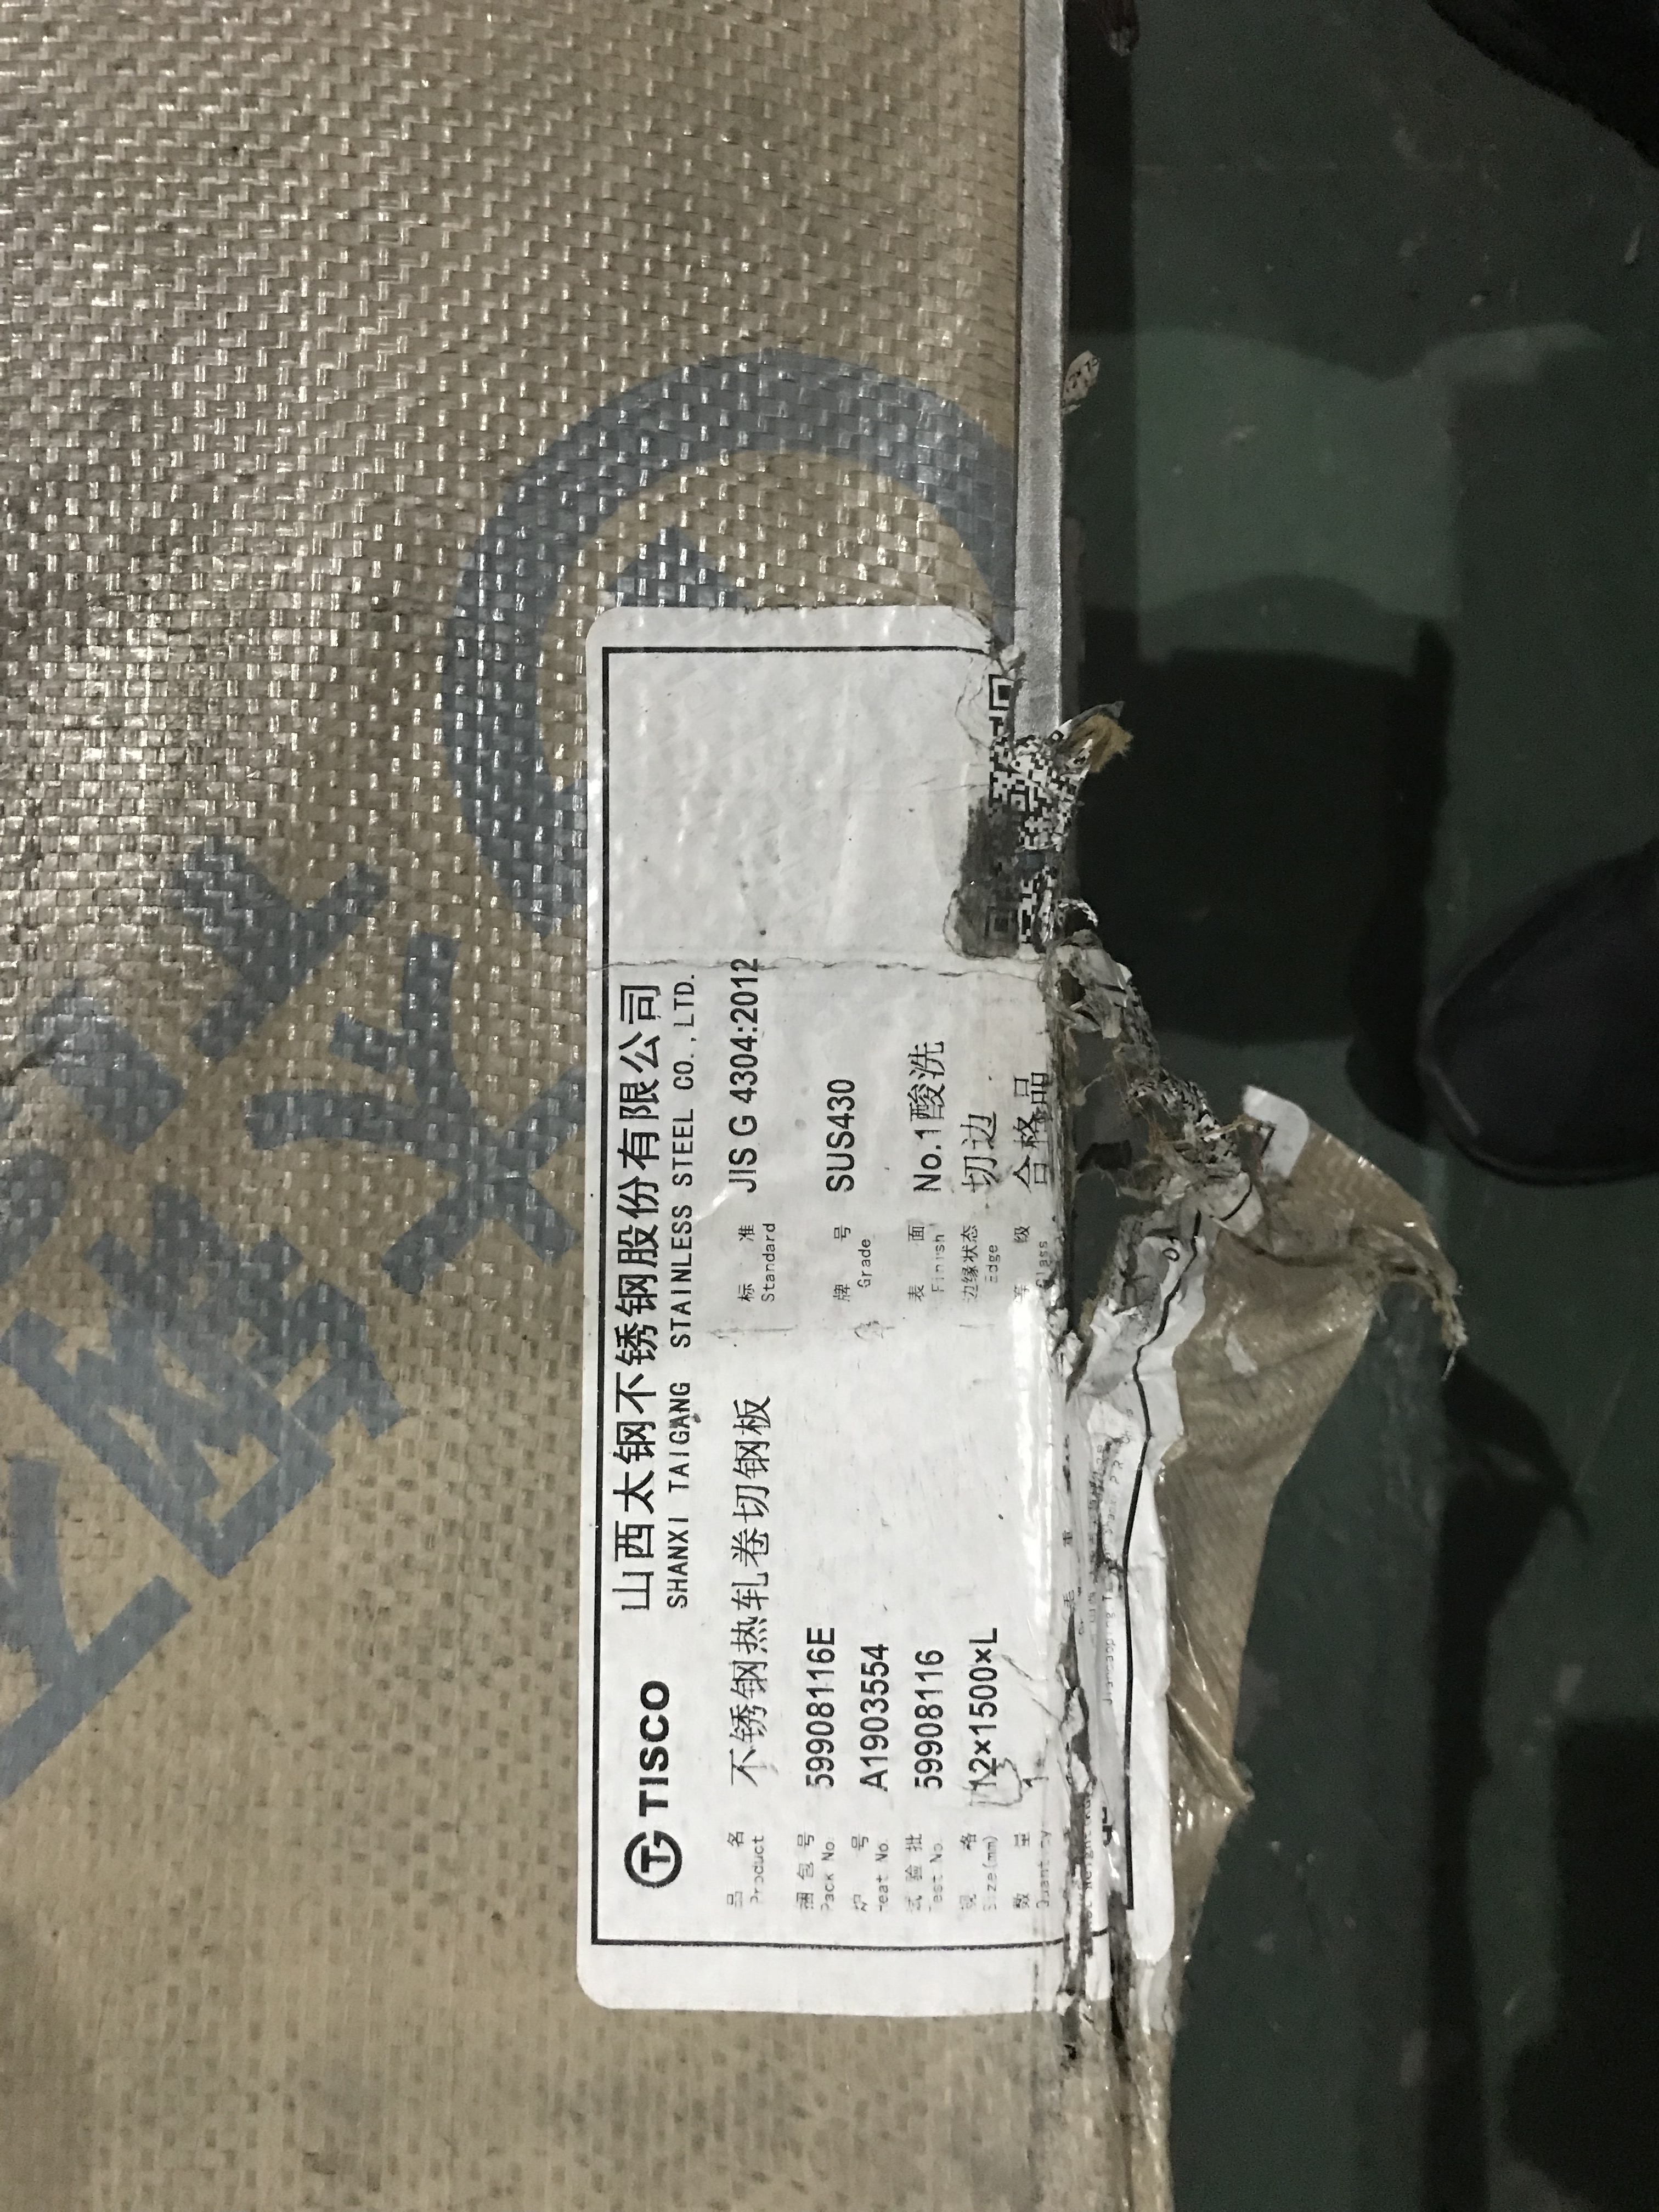 TISCO
山西太钢不锈钢股份有限公司
SHANXI TAIGANG STAINLESS STEEL CO.,LTD.
品 名 不锈钢热轧卷切钢板 标 准 JIS G 4304:2012
Product Standard
捆包号 59908116E 牌 号 SUS430
Pack No. Grade
炉 号 A1903554
Heat No.
表 面 No.1酸洗
Finish
试验批 59908116
Test No.
规 格 12×1500×L 边缘状态 切边
Size(mm) Edge
数 量 等 级 合格品
Quantity Class